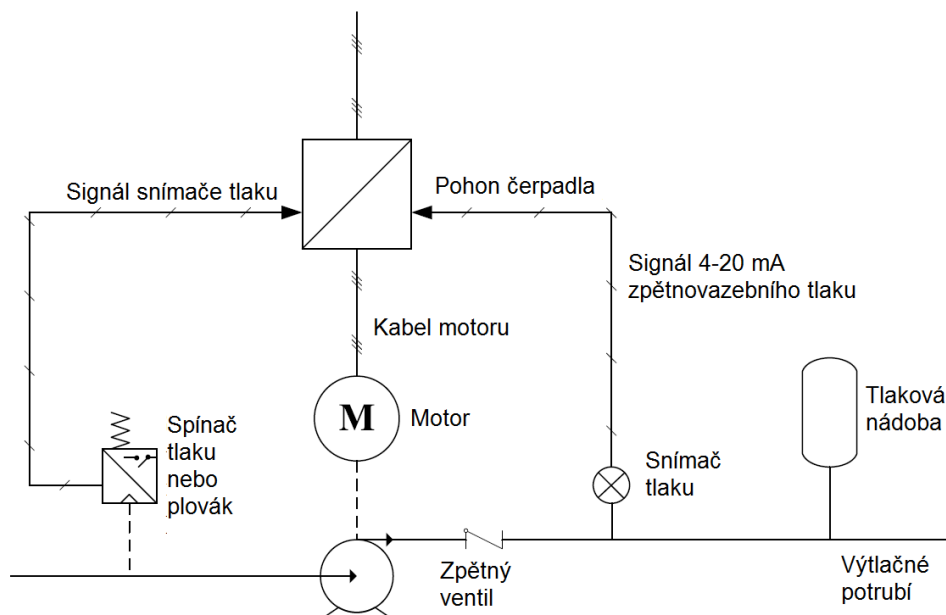 Signál snímače tlaku
Pohon čerpadla
Signál 4-20 mA
zpětnovazebního tlaku
Kabel motoru
M
Motor
Spínač
tlaku
nebo
plovák
Snímač
tlaku
Tlaková
nádoba
Zpětný
ventil
Výtlačné
potrubí